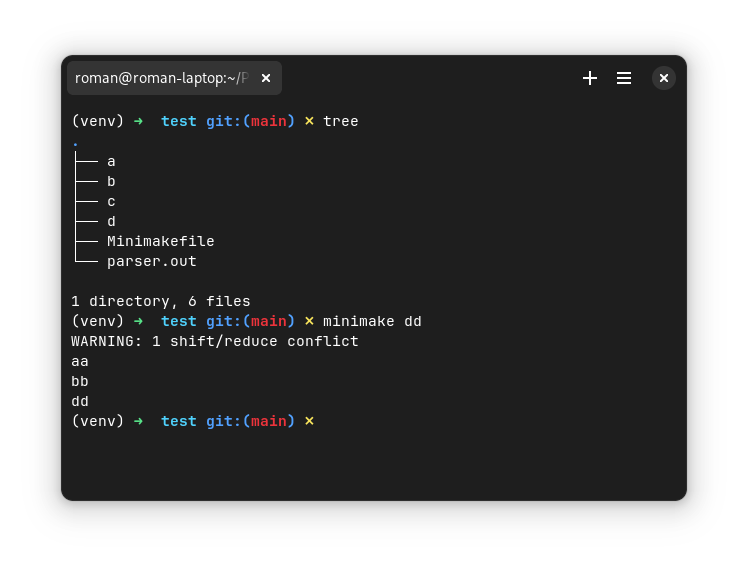 roman@roman-laptop:~/P
(venv) ➜ test git:(main) × tree
.
├── a
├── b
├── c
├── d
├── Minimakefile
└── parser.out
1 directory, 6 files
(venv) ➜ test git:(main) × minimake dd
WARNING: 1 shift/reduce conflict
aa
bb
dd
(venv) ➜ test git:(main) ×